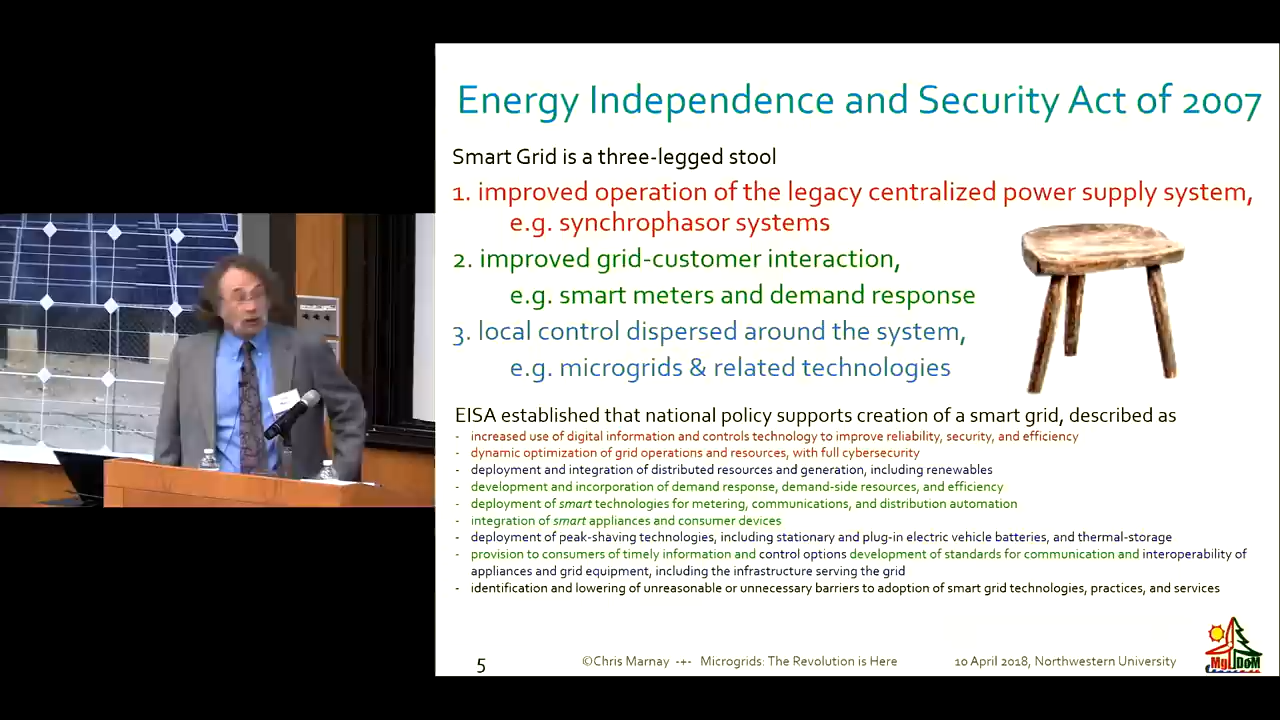 Energy Independence and Security Act of 2007
Smart Grid is a three-legged stool
1. improved operation of the legacy centralized power supply system,
e.g. synchrophasor systems
2. improved grid-customer interaction,
e.g. smart meters and demand response
3. local control dispersed around the system,
e.g. microgrids & related technologies
EISA established that national policy supports creation of a smart grid, described as
- increased use of digital information and controls technology to improve reliability, security, and efficiency
- dynamic optimization of grid operations and resources, with full cybersecurity
- deployment and integration of distributed resources and generation, including renewables
- development and incorporation of demand response, demand-side resources, and efficiency
- deployment of smart technologies for metering, communications, and distribution automation
- integration of smart appliances and consumer devices
- deployment of peak-shaving technologies, including stationary and plug-in electric vehicle batteries, and thermal-storage
- provision to consumers of timely information and control options development of standards for communication and interoperability of
appliances and grid equipment, including the infrastructure serving the grid
- identification and lowering of unreasonable or unnecessary barriers to adoption of smart grid technologies, practices, and services
5 ©Chris Marnay -+- Microgrids: The Revolution is Here 10 April 2018, Northwestern University
Mg DoM